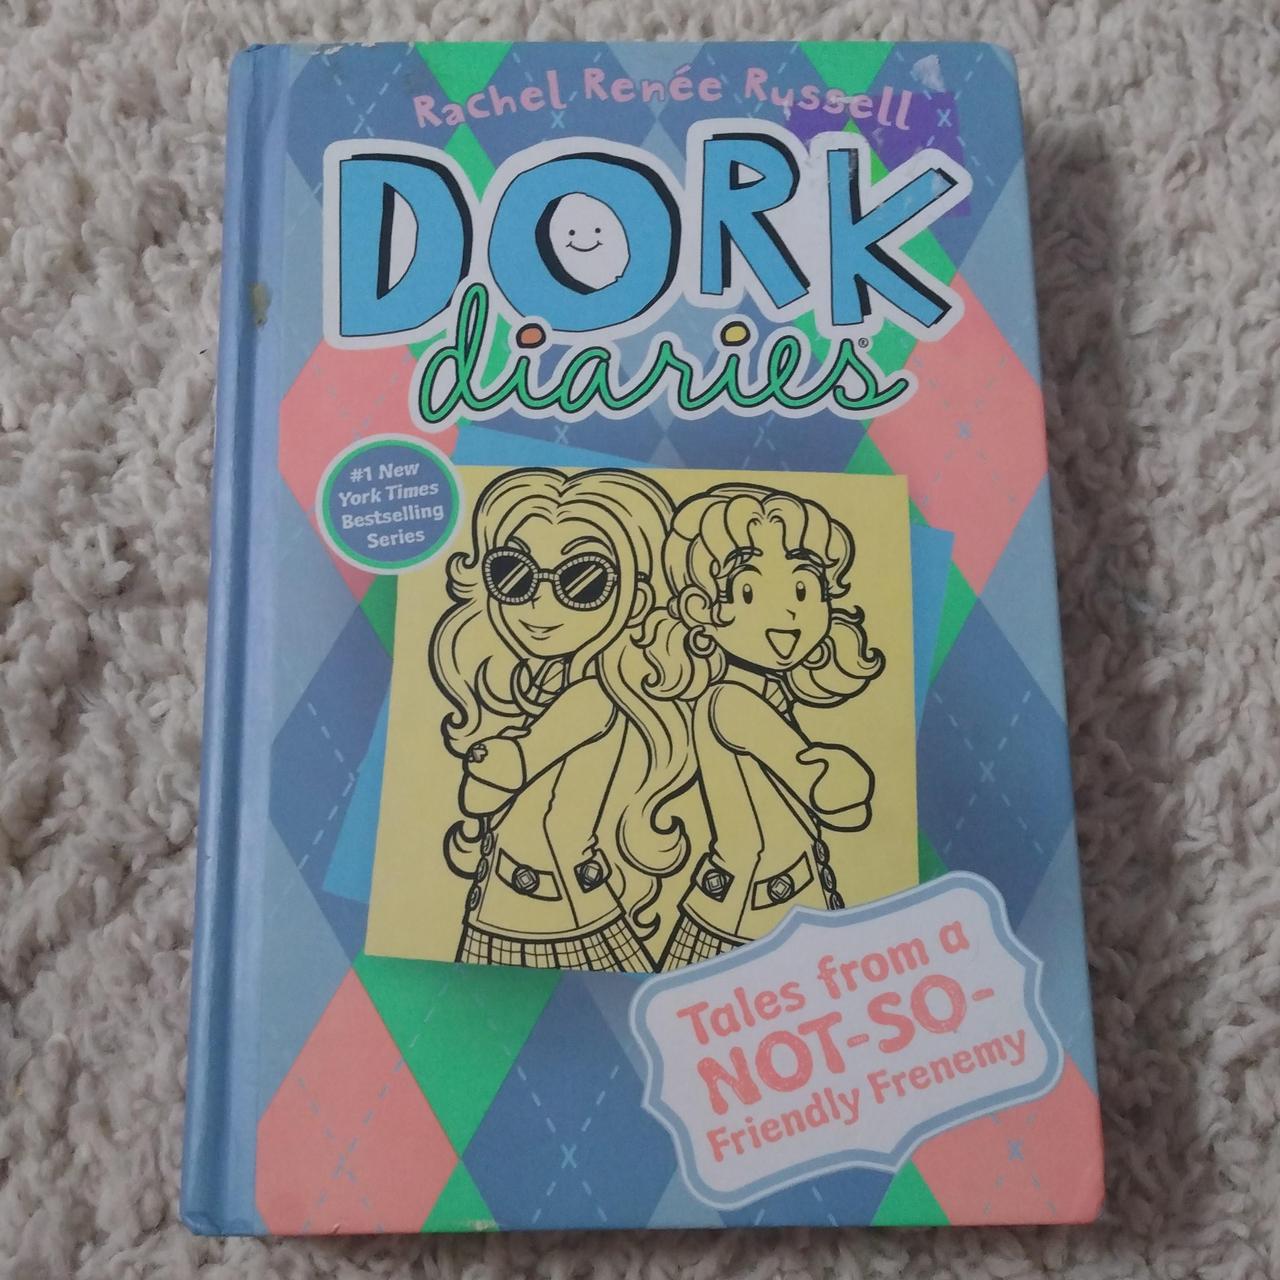 Rachel Renée Russell
DORK
diaries®
#1 New
York Times
Bestselling
Series
Tales from a
NOT-SO-
Friendly Frenemy